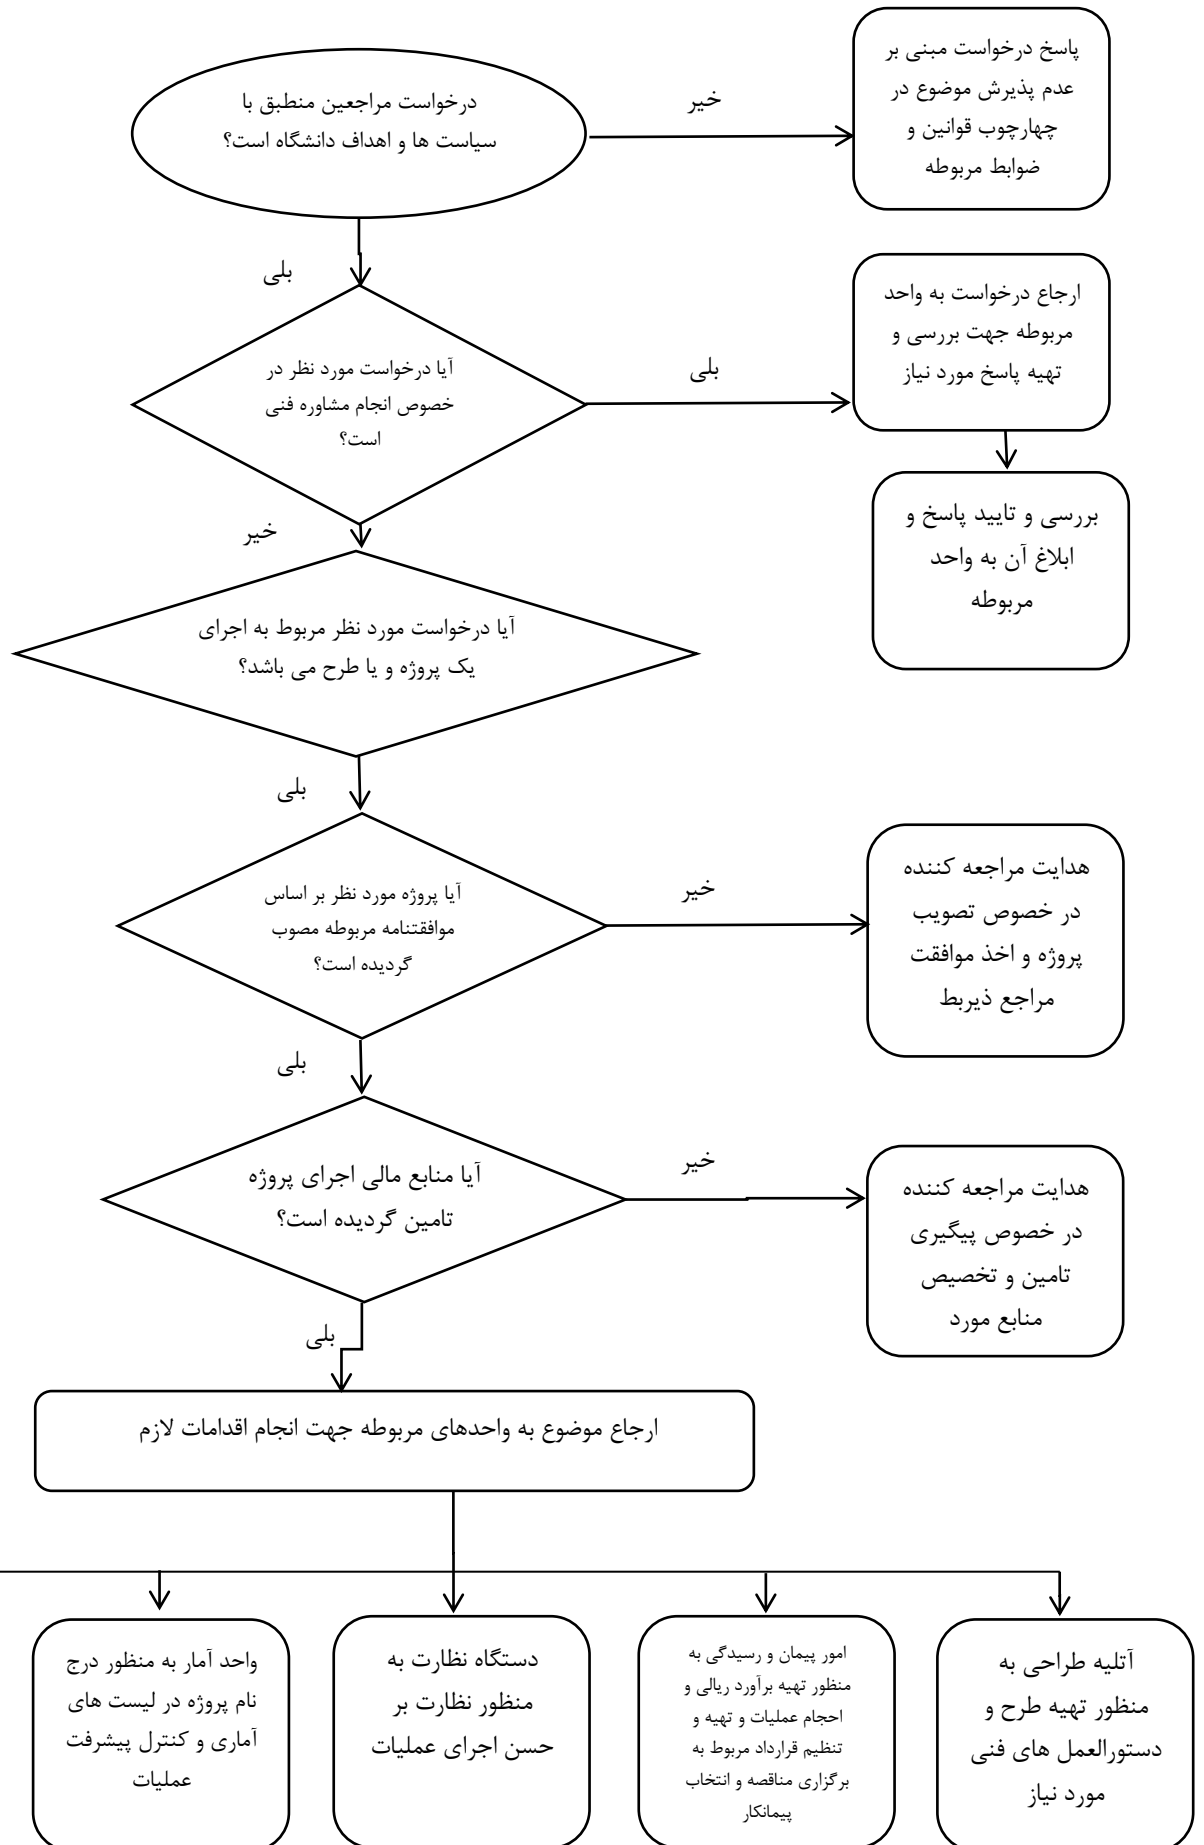 درخواست مراجعین منطبق با
سیاست ها و اهداف دانشگاه است؟
خیر
پاسخ درخواست مبنی بر
عدم پذیرش موضوع در
چهارچوب قوانین و
ضوابط مربوطه
بلی
آیا درخواست مورد نظر در
خصوص انجام مشاوره فنی
است؟
بلی
ارجاع درخواست به واحد
مربوطه جهت بررسی و
تهیه پاسخ مورد نیاز
بررسی و تایید پاسخ و
ابلاغ آن به واحد
مربوطه
خیر
آیا درخواست مورد نظر مربوط به اجرای
یک پروژه و یا طرح می باشد؟
بلی
آیا پروژه مورد نظر بر اساس
موافقتنامه مربوطه مصوب
گردیده است؟
خیر
هدایت مراجعه کننده
در خصوص تصویب
پروژه و اخذ موافقت
مراجع ذیربط
بلی
آیا منابع مالی اجرای پروژه
تامین گردیده است؟
خیر
هدایت مراجعه کننده
در خصوص پیگیری
تامین و تخصیص
منابع مورد
بلی
ارجاع موضوع به واحدهای مربوطه جهت انجام اقدامات لازم
آتلیه طراحی به
منظور تهیه طرح و
دستورالعمل های فنی
مورد نیاز
امور پیمان و رسیدگی به
منظور تهیه برآورد ریالی و
احجام عملیات و تهیه و
تنظیم قرارداد مربوط به
برگزاری مناقصه و انتخاب
پیمانکار
دستگاه نظارت به
منظور نظارت بر
حسن اجرای عملیات
واحد آمار به منظور درج
نام پروژه در لیست های
آماری و کنترل پیشرفت
عملیات